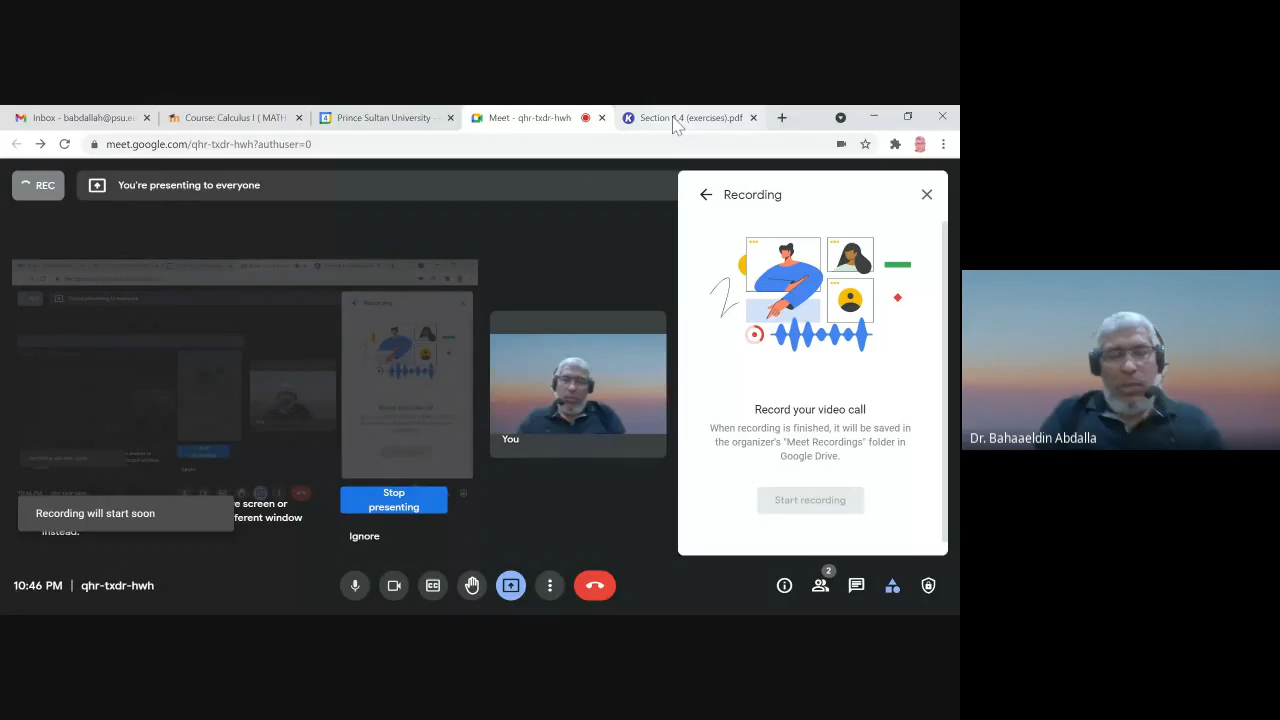 Inbox - babdallah@psu.e
Course: Calculus I ( MATH
Prince Sultan University -
Meet - qhr-txdr-hwh
Section 4 (exercises).pdf
meet.google.com/qhr-txdr-hwh?authuser=0
REC
You're presenting to everyone
Recording
Record your video call
When recording is finished, it will be saved
in the organizer's "Meet Recordings" folder in
Google Drive.
Start recording
You
Dr. Bahaaeldin Abdalla
Stop
presenting
Ignore
e screen or
ferent window
instead.
Recording will start soon
10:46 PM | qhr-txdr-hwh
2